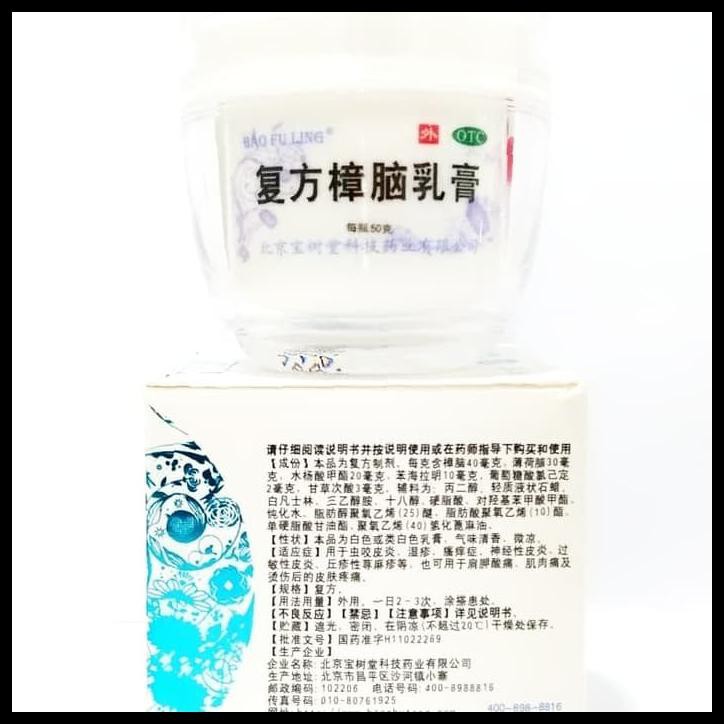 BAO FU LING®
外 OTC
复方樟脑乳膏
每瓶50克
北京宝树堂科技药业有限公司
请仔细阅读说明书并按说明使用或在药师指导下购买和使用
【成份】本品为复方制剂，每克含樟脑40毫克，薄荷脑30毫
克，水杨酸甲酯20毫克，苯海拉明10毫克，葡萄糖酸氯己定
2毫克，甘草次酸3毫克，辅料为，丙二醇、轻质液状石蜡、
白凡士林、三乙醇胺、十八醇、硬脂酸、对羟基苯甲酸甲酯、
纯化水、脂肪醇聚氧乙烯(25)醚、脂肪酸聚氧乙烯(10)酯、
单硬脂酸甘油酯、聚氧乙烯(40)氢化蓖麻油。
【性状】本品为白色或类白色乳膏，气味清香、微凉。
【适应症】用于虫咬皮炎、湿疹、瘙痒症、神经性皮炎、过
敏性皮炎、丘疹性荨麻疹等，也可用于肩胛酸痛、肌肉痛及
烫伤后的皮肤疼痛。
【规格】复方。
【用法用量】外用，一日2-3次，涂搽患处。
【不良反应】【禁忌】【注意事项】详见说明书。
【贮藏】遮光，密闭，在阴凉(不超过20℃)干燥处保存。
【批准文号】国药准字H11022269
【生产企业】
企业名称：北京宝树堂科技药业有限公司
生产地址：北京市昌平区沙河镇小寨
邮政编码：102206 电话号码：400-8988816
传真号码：010-80761925
400-898-8816